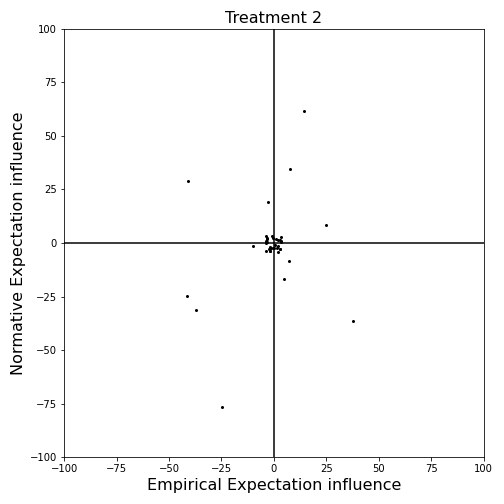 Treatment 2
100
75
50
25
0
−25
−50
−75
−100
Normative Expectation influence
−100 −75 −50 −25 0 25 50 75 100
Empirical Expectation influence